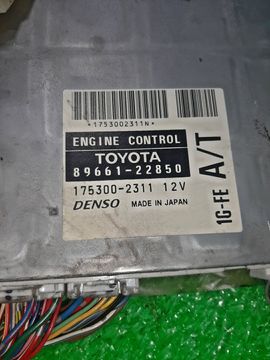 *1753002311N*
ENGINE CONTROL
TOYOTA
89661-22850
175300-2311 12V
DENSO MADE IN JAPAN
1G-FE
A/T